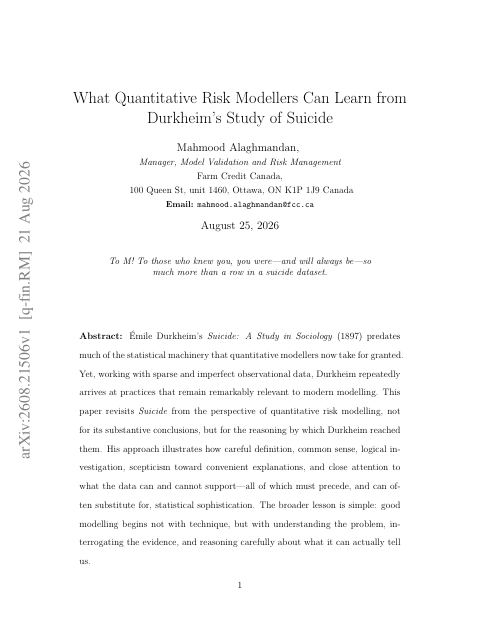 What Quantitative Risk Modellers Can Learn from
Durkheim's Study of Suicide
Mahmood Alaghmandan,
Manager, Model Validation and Risk Management
Farm Credit Canada,
100 Queen St, unit 1460, Ottawa, ON K1P 1J9 Canada
Email: mahmood.alaghmandan@fcc.ca
August 25, 2026
To M! To those who knew you, you were—and will always be—so
much more than a row in a suicide dataset.
Abstract: Émile Durkheim's Suicide: A Study in Sociology (1897) predates
much of the statistical machinery that quantitative modellers now take for granted.
Yet, working with sparse and imperfect observational data, Durkheim repeatedly
arrives at practices that remain remarkably relevant to modern modelling. This
paper revisits Suicide from the perspective of quantitative risk modelling, not
for its substantive conclusions, but for the reasoning by which Durkheim reached
them. His approach illustrates how careful definition, common sense, logical in-
vestigation, scepticism toward convenient explanations, and close attention to
what the data can and cannot support—all of which must precede, and can of-
ten substitute for, statistical sophistication. The broader lesson is simple: good
modelling begins not with technique, but with understanding the problem, in-
terrogating the evidence, and reasoning carefully about what it can actually tell
us.
1
arXiv:2608.21506v1 [q-fin.RM] 21 Aug 2026